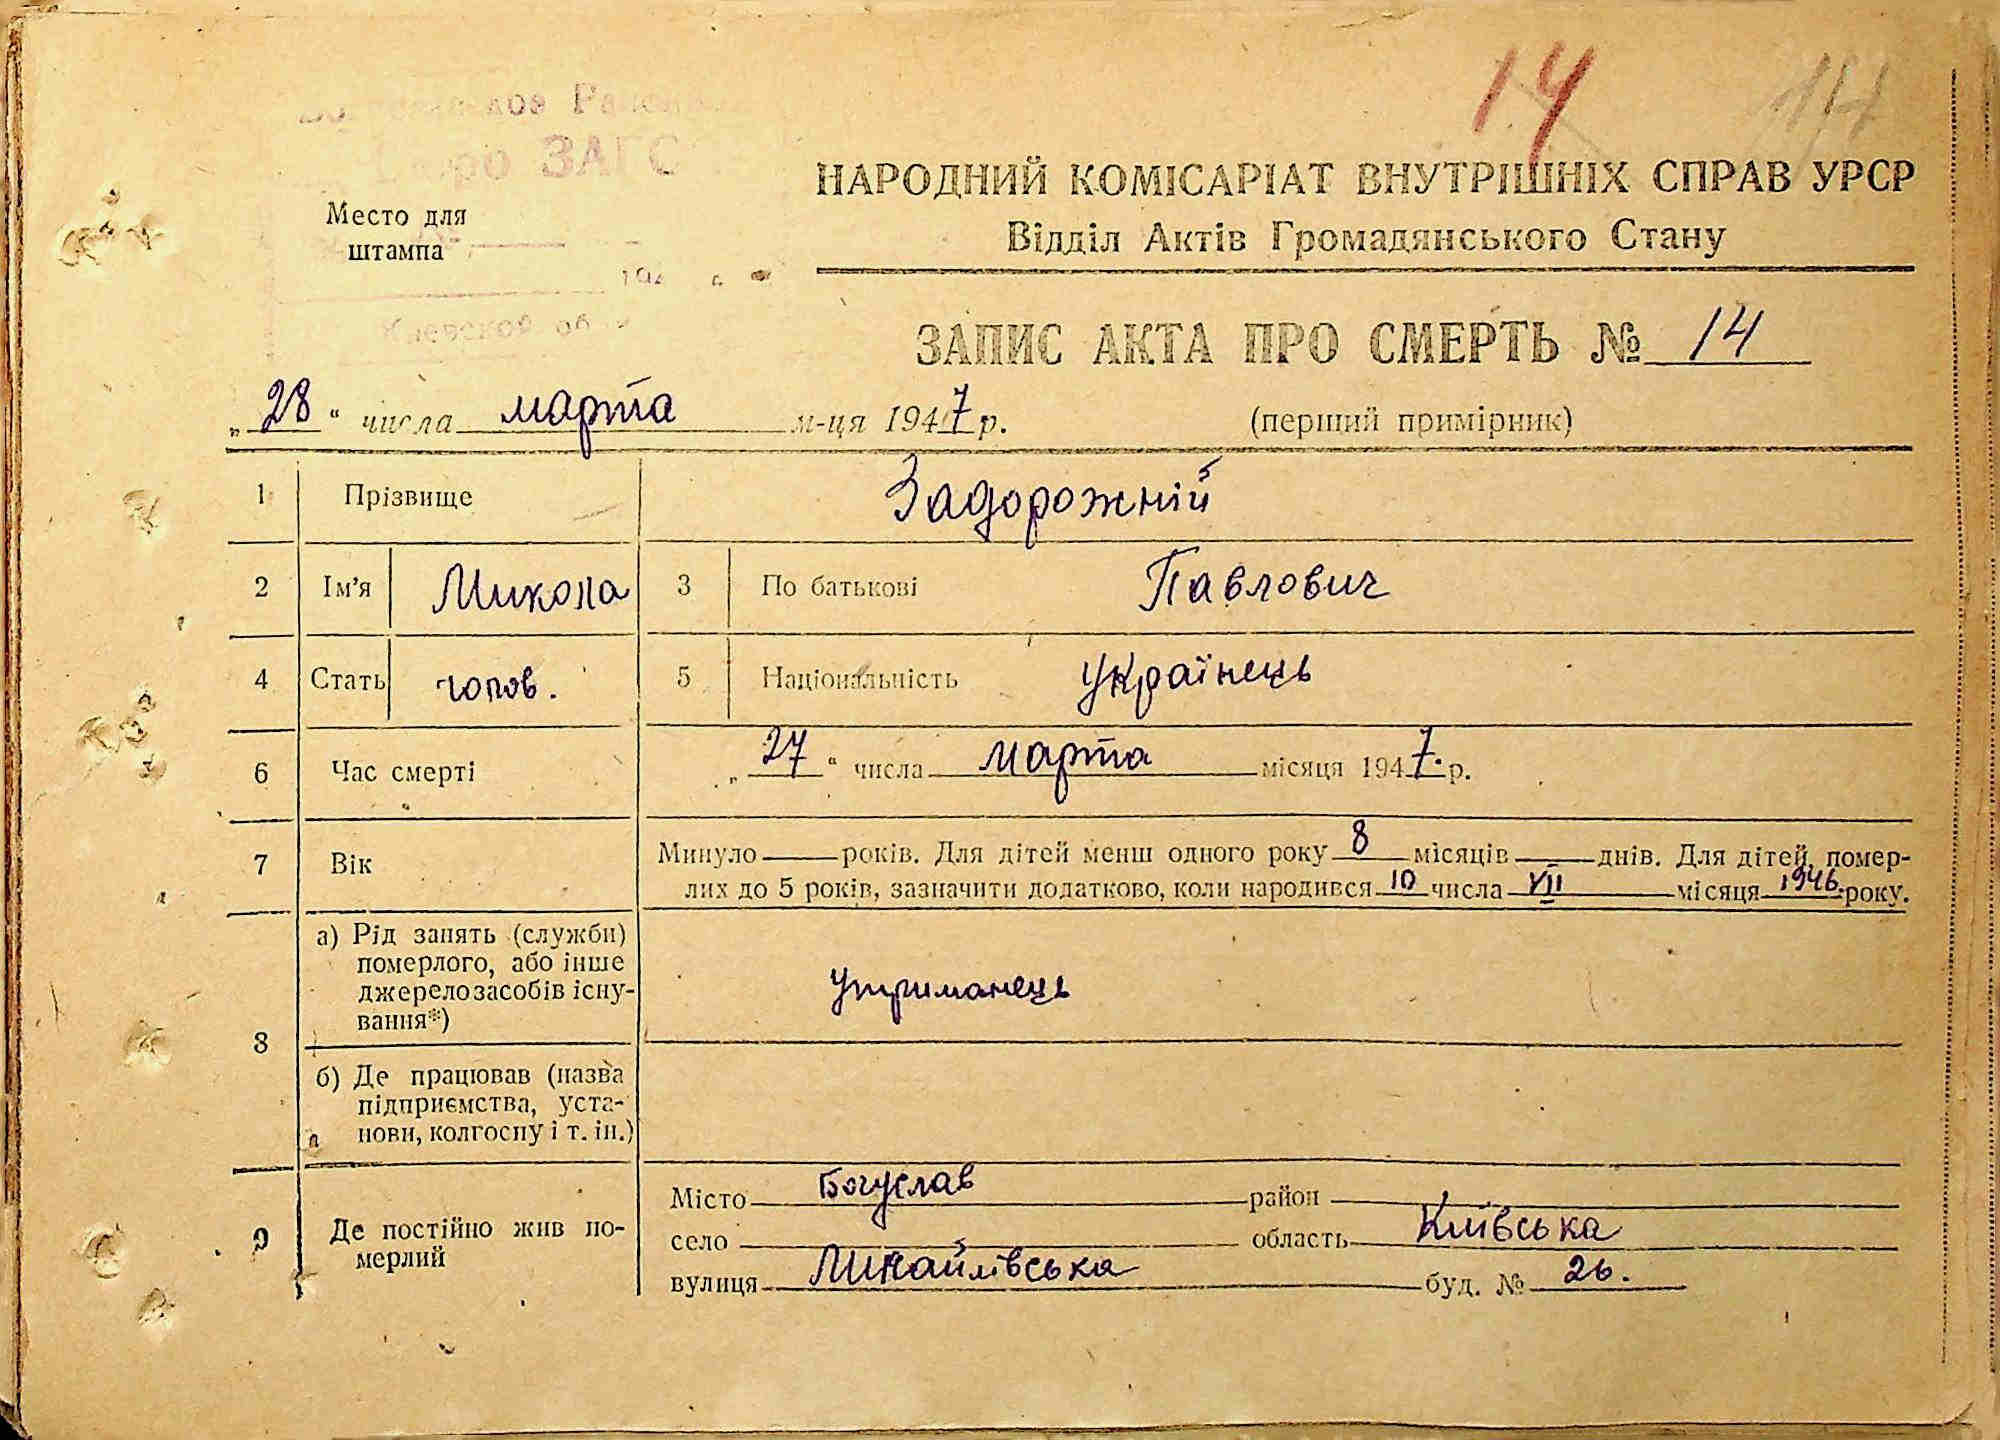 14 14
Бюро ЗАГС
НАРОДНИЙ КОМІСАРІАТ ВНУТРІШНІХ СПРАВ УРСР
Відділ Актів Громадянського Стану
Место для
штампа
194 г.
Киевской обл
ЗАПИС АКТА ПРО СМЕРТЬ № 14
„28“ числа марта м-ця 1947 р. (перший примірник)
1 Прізвище Задорожній
2 Ім'я Микола 3 По батькові Павлович
4 Стать чолов. 5 Національність українець
6 Час смерті „27“ числа марта місяця 1947. р.
7 Вік Минуло — років. Для дітей менш одного року 8 місяців — днів. Для дітей, помер-
лих до 5 років, зазначити додатково, коли народився 10 числа VII місяця 1946. року.
8 а) Рід занять (служби)
померлого, або інше
джерело засобів існу-
вання*) утриманець
б) Де працював (назва
підприємства, уста-
нови, колгоспу і т. ін.)
9 Де постійно жив по-
мерлий
Місто Богуслав район
село область Київська
вулиця Михайлівська буд. № 26.